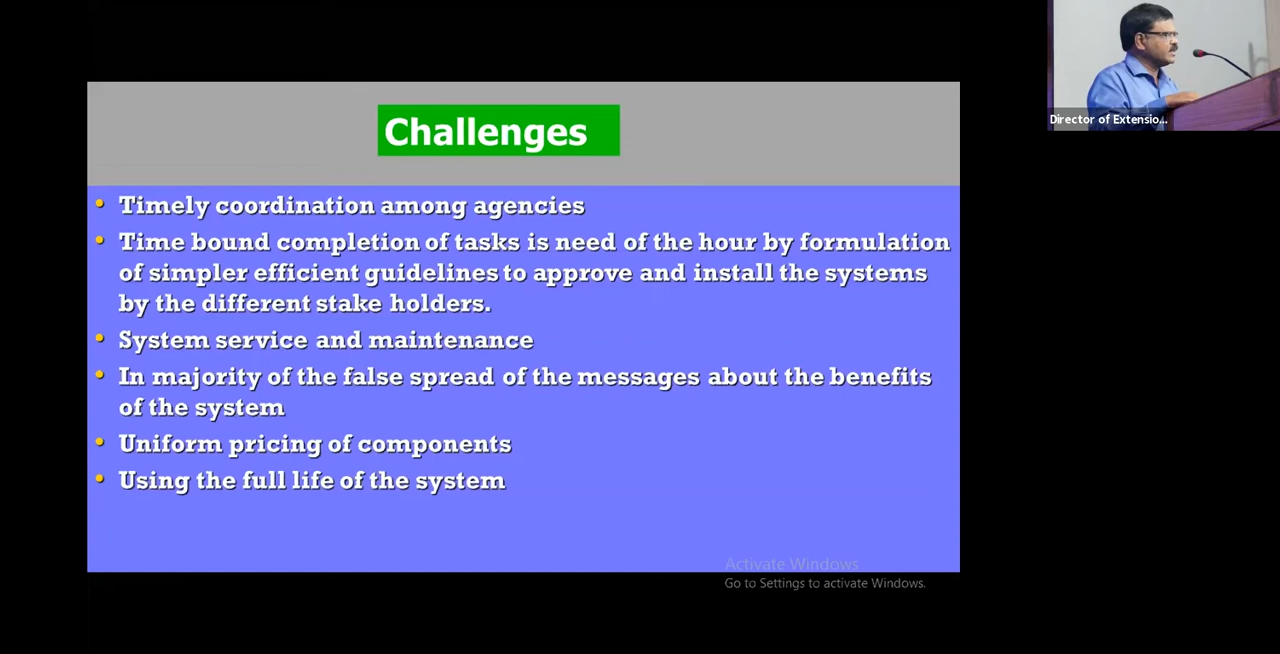 Challenges
Director of Extensio...
• Timely coordination among agencies
• Time bound completion of tasks is need of the hour by formulation
of simpler efficient guidelines to approve and install the systems
by the different stake holders.
• System service and maintenance
• In majority of the false spread of the messages about the benefits
of the system
• Uniform pricing of components
• Using the full life of the system
Activate Windows
Go to Settings to activate Windows.